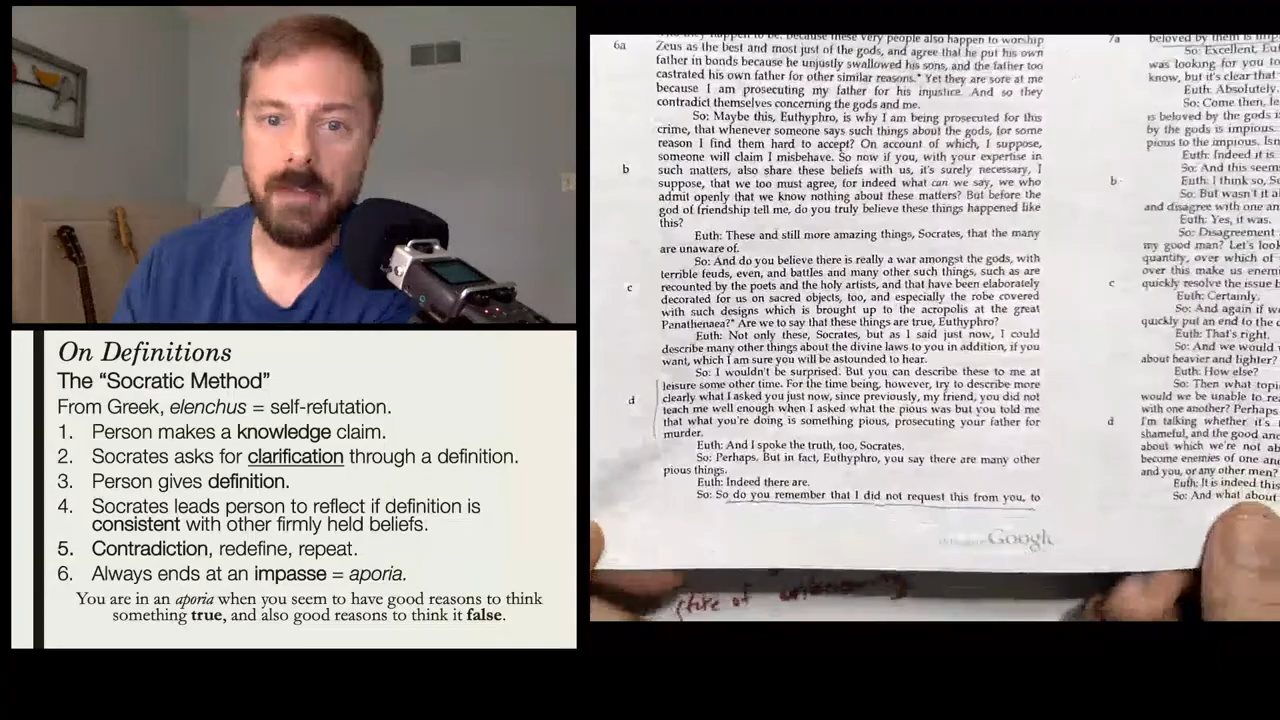 On Definitions
The “Socratic Method”
From Greek, elenchus = self-refutation.
1. Person makes a knowledge claim.
2. Socrates asks for clarification through a definition.
3. Person gives definition.
4. Socrates leads person to reflect if definition is
consistent with other firmly held beliefs.
5. Contradiction, redefine, repeat.
6. Always ends at an impasse = aporia.
You are in an aporia when you seem to have good reasons to think
something true, and also good reasons to think it false.
they happen to be, because these very people also happen to worship
6a
Zeus as the best and most just of the gods, and agree that he put his own
father in bonds because he unjustly swallowed his sons, and the father too
castrated his own father for other similar reasons.* Yet they are sore at me
because I am prosecuting my father for his injustice. And so they
contradict themselves concerning the gods and me.
So: Maybe this, Euthyphro, is why I am being prosecuted for this
crime, that whenever someone says such things about the gods, for some
reason I find them hard to accept? On account of which, I suppose,
someone will claim I misbehave. So now if you, with your expertise in
b
such matters, also share these beliefs with us, it's surely necessary, I
suppose, that we too must agree, for indeed what can we say, we who
admit openly that we know nothing about these matters? But before the
god of friendship tell me, do you truly believe these things happened like
this?
Euth: These and still more amazing things, Socrates, that the many
are unaware of.
So: And do you believe there is really a war amongst the gods, with
terrible feuds, even, and battles and many other such things, such as are
c
recounted by the poets and the holy artists, and that have been elaborately
decorated for us on sacred objects, too, and especially the robe covered
with such designs which is brought up to the acropolis at the great
Panathenaea?* Are we to say that these things are true, Euthyphro?
Euth: Not only these, Socrates, but as I said just now, I could
describe many other things about the divine laws to you in addition, if you
want, which I am sure you will be astounded to hear.
So: I wouldn't be surprised. But you can describe these to me at
leisure some other time. For the time being, however, try to describe more
d
clearly what I asked you just now, since previously, my friend, you did not
teach me well enough when I asked what the pious was but you told me
that what you're doing is something pious, prosecuting your father for
murder.
Euth: And I spoke the truth, too, Socrates.
So: Perhaps. But in fact, Euthyphro, you say there are many other
pious things.
Euth: Indeed there are.
So: So do you remember that I did not request this from you, to
Google
of
7a
beloved by them is
So: Excellent,
was looking for you to
know, but it's clear that
Euth: Absolutely.
So: Come then,
is beloved by the gods
by the gods is impious.
pious to the impious.
Euth: Indeed it is
So: And this seem
b
Euth: I think so,
So: But wasn't it
and disagree with one
Euth: Yes, it was.
So: Disagreement
my good man? Let's look
quantity, over which of
over this make us
c
quickly resolve the issue
Euth: Certainly.
So: And again if
quickly put an end to the
Euth: That's right.
So: And we would
about heavier and lighter?
Euth: How else?
So: Then what
would we be unable to
with one another? Perhaps
d
I'm talking whether it's
shameful, and the good
about which we're not
become enemies of one
and you, or any other men?
Euth: It is indeed this
So: And what about